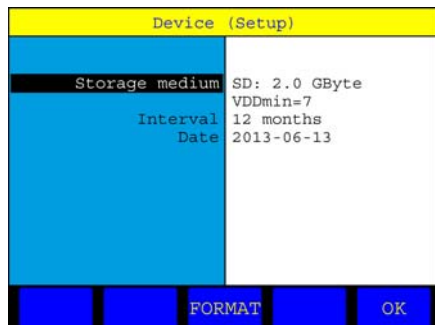 Device (Setup)
Storage medium SD: 2.0 GByte
VDDmin=7
Interval 12 months
Date 2013-06-13
FORMAT OK